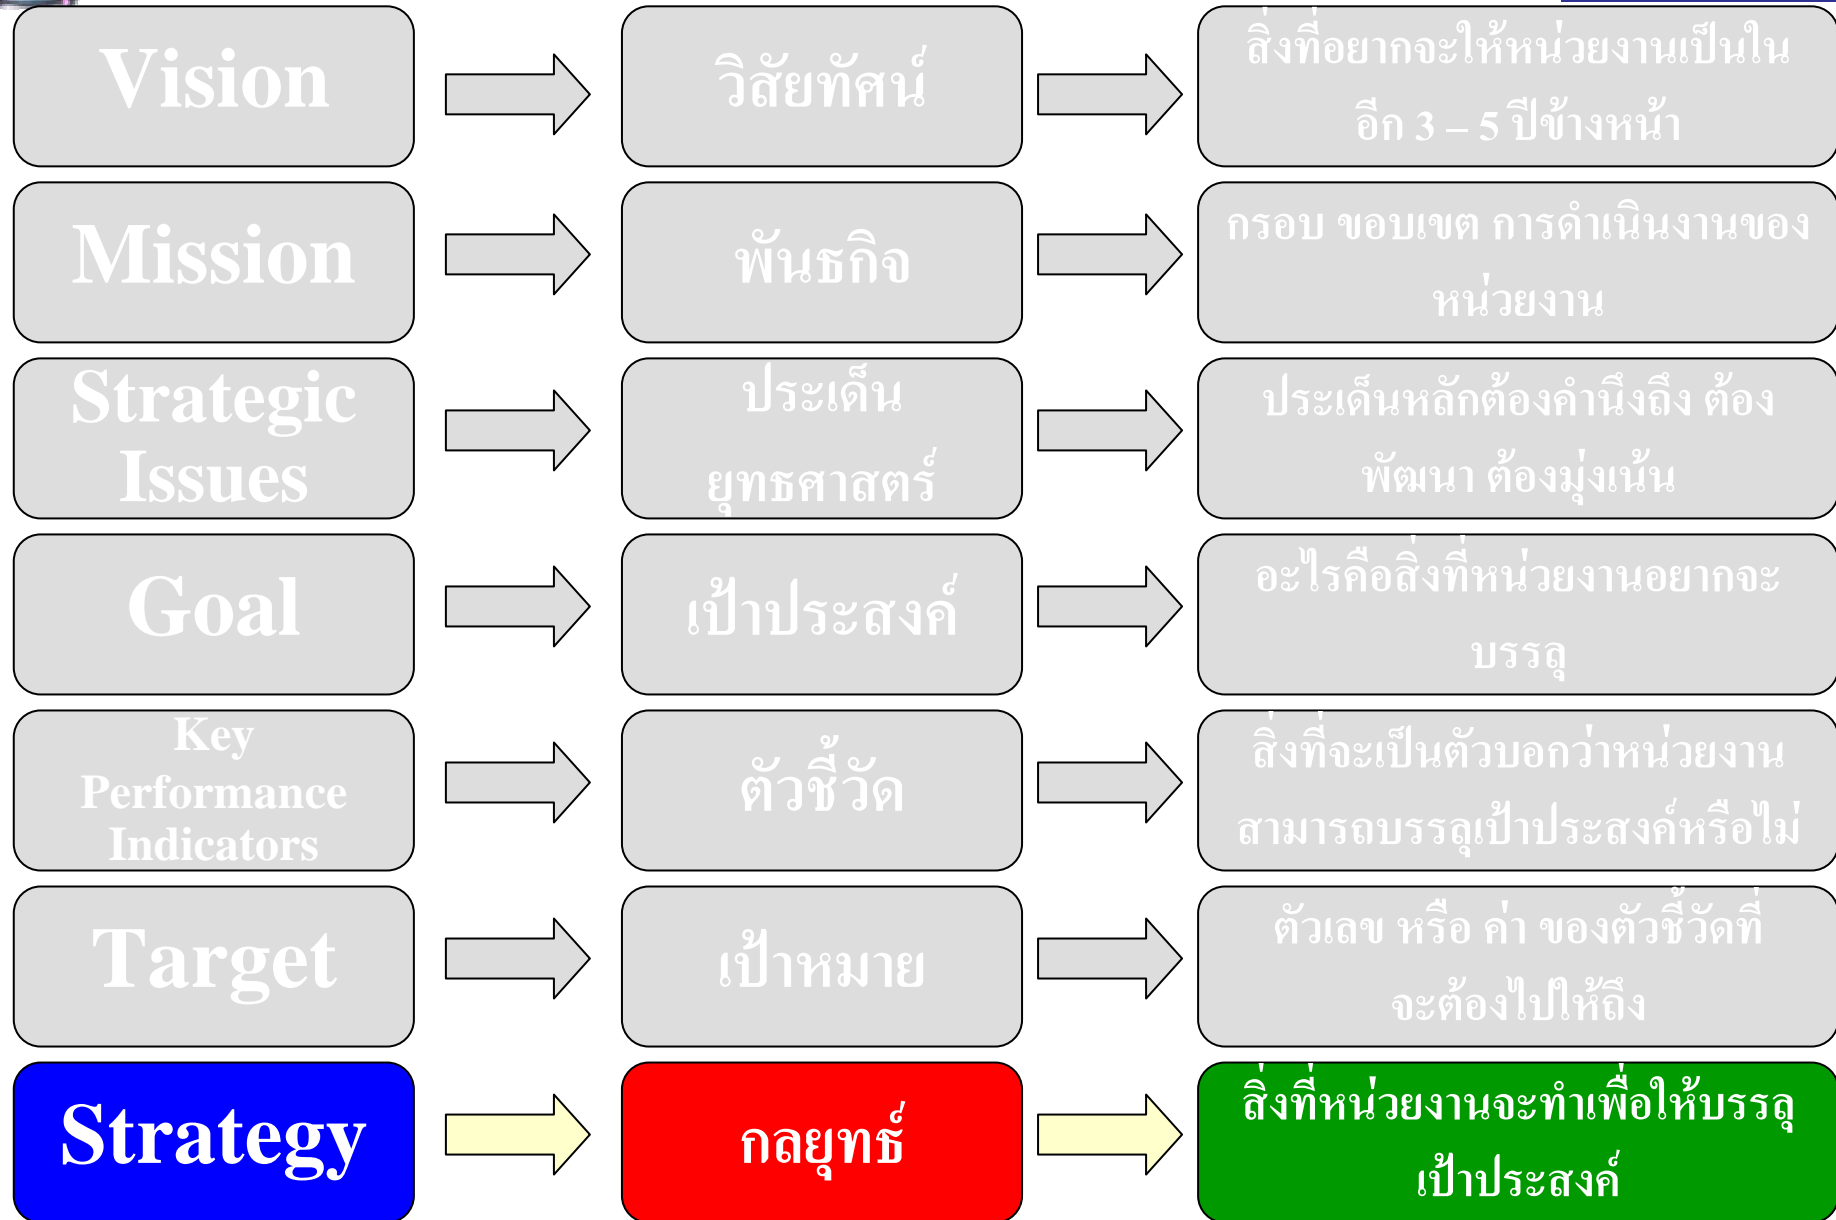 Vision
วิสัยทัศน์
สิ่งที่อยากจะให้หน่วยงานเป็นใน
อีก 3 – 5 ปีข้างหน้า
Mission
พันธกิจ
กรอบ ขอบเขต การดำเนินงานของ
หน่วยงาน
Strategic
Issues
ประเด็น
ยุทธศาสตร์
ประเด็นหลักต้องคำนึงถึง ต้อง
พัฒนา ต้องมุ่งเน้น
Goal
เป้าประสงค์
อะไรคือสิ่งที่หน่วยงานอยากจะ
บรรลุ
Key
Performance
Indicators
ตัวชี้วัด
สิ่งที่จะเป็นตัวบอกว่าหน่วยงาน
สามารถบรรลุเป้าประสงค์หรือไม่
Target
เป้าหมาย
ตัวเลข หรือ ค่า ของตัวชี้วัดที่
จะต้องไปให้ถึง
Strategy
กลยุทธ์
สิ่งที่หน่วยงานจะทำเพื่อให้บรรลุ
เป้าประสงค์